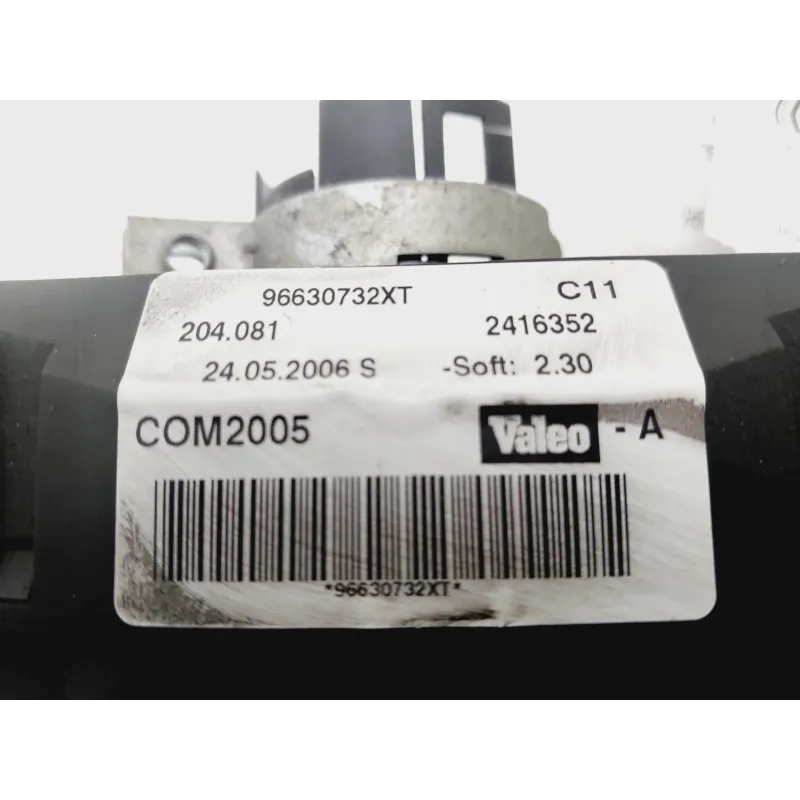 96630732XT C11
204.081 2416352
24.05.2006 S -Soft: 2.30
COM2005 Valeo - A
*96630732XT*